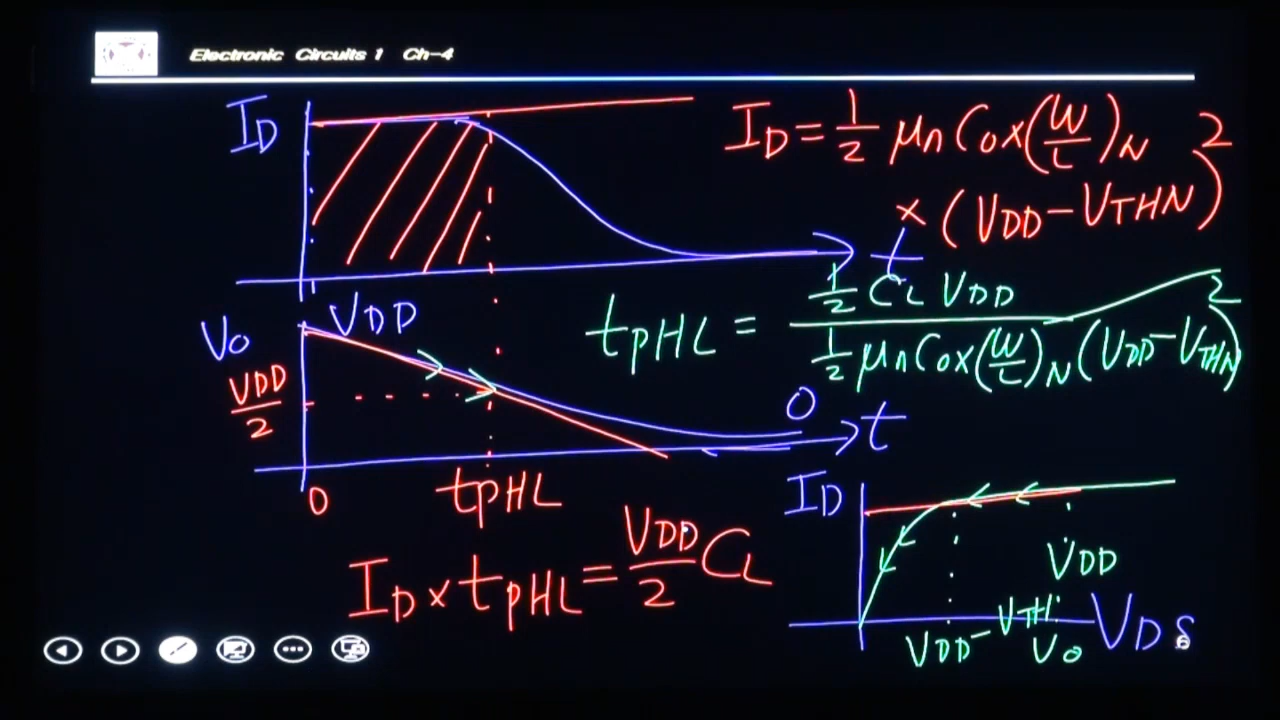 Electronic Circuits 1 Ch-4
ID
ID = 1/2 μn Cox (W/L)N
× (VDD - VTHN)²
t
VDD
Vo
VDD/2
tpHL = 1/2 CL VDD / 1/2 μn Cox (W/L)N (VDD - VTHN)²
0
t
0
tpHL
ID
ID × tpHL = VDD/2 CL
VDD
VDD - VTH
Vo
VDS
6